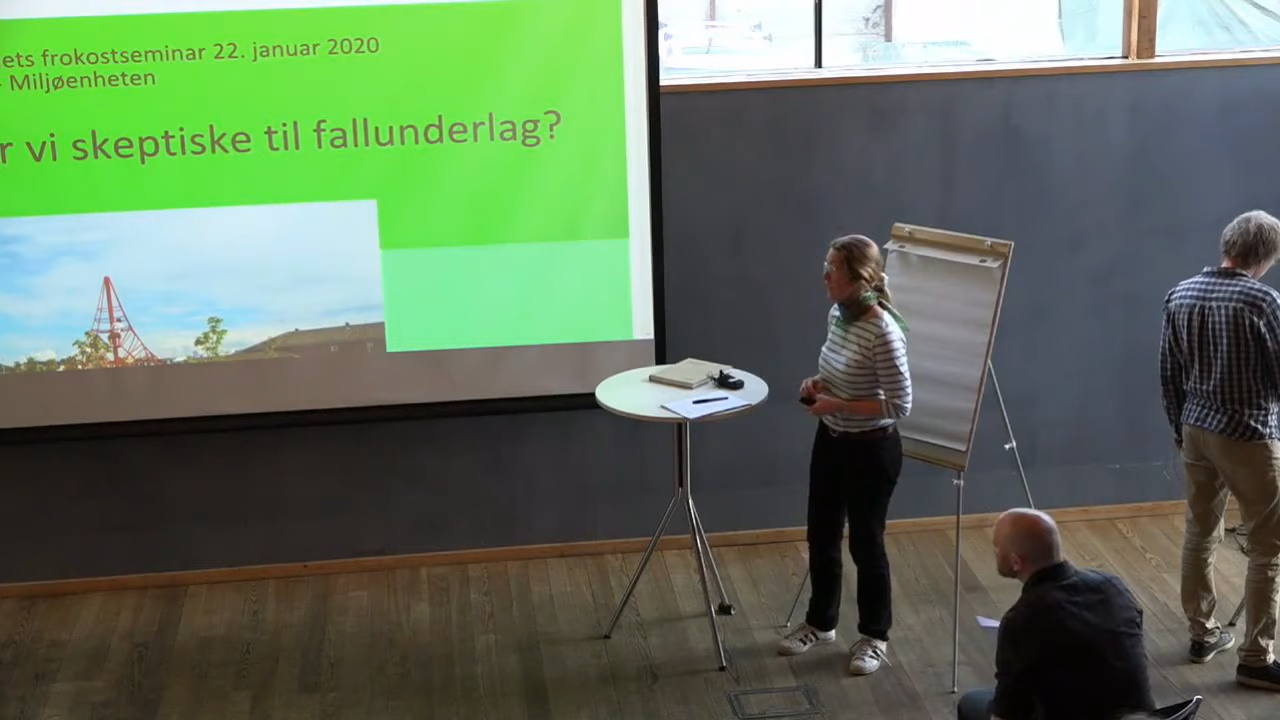 ets frokostseminar 22. januar 2020
- Miljøenheten
r vi skeptiske til fallunderlag?